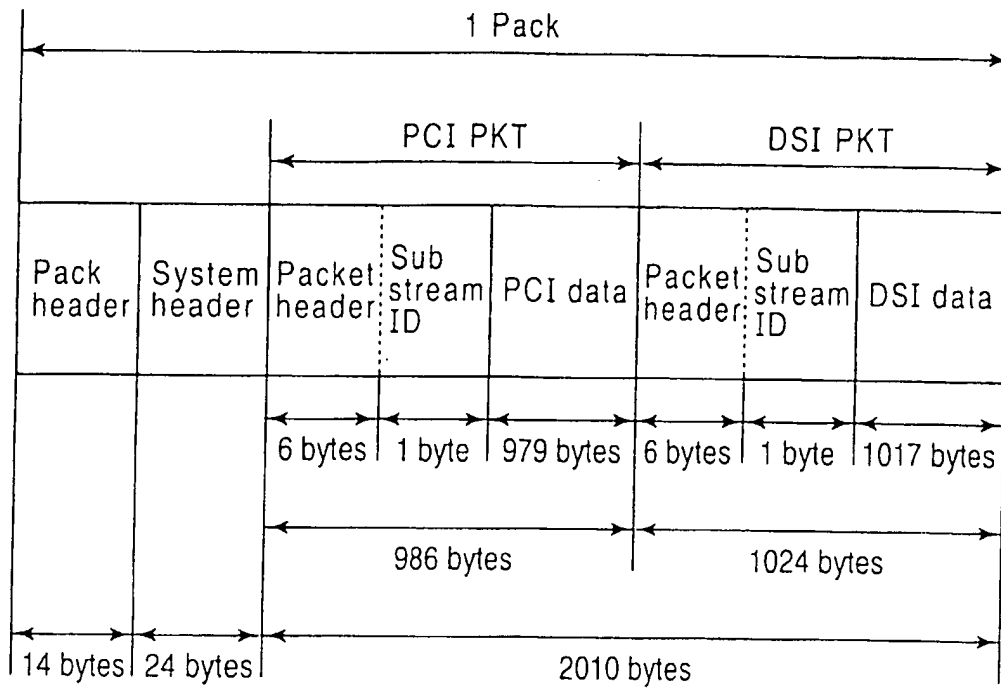 1 Pack
PCI PKT
DSI PKT
Pack
header
System
header
Packet
header
Sub
stream
ID
PCI data
Packet
header
Sub
stream
ID
DSI data
6 bytes
1 byte
979 bytes
6 bytes
1 byte
1017 bytes
986 bytes
1024 bytes
14 bytes
24 bytes
2010 bytes